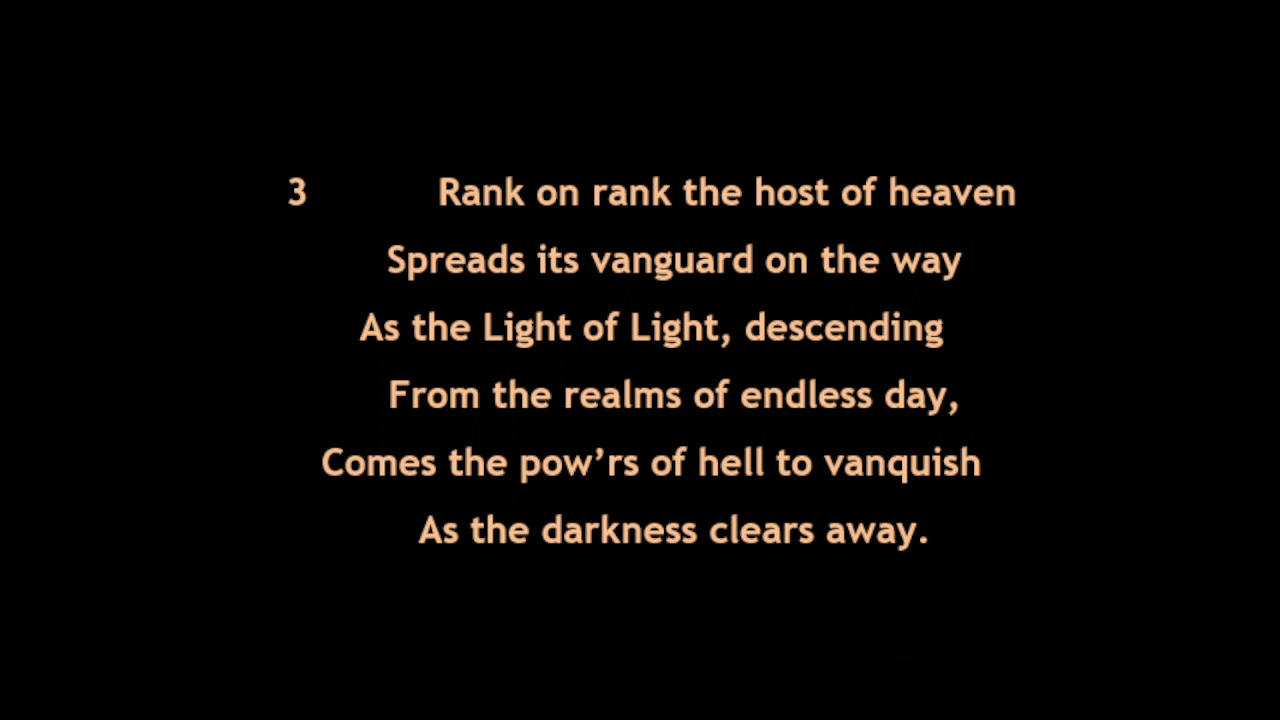 3 Rank on rank the host of heaven
Spreads its vanguard on the way
As the Light of Light, descending
From the realms of endless day,
Comes the pow’rs of hell to vanquish
As the darkness clears away.